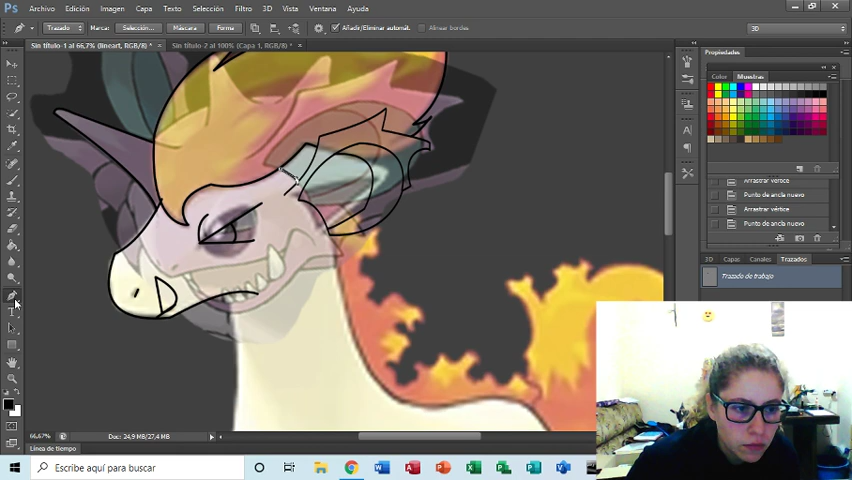 Ps Archivo Edición Imagen Capa Texto Selección Filtro 3D Vista Ventana Ayuda
Trazado Marca: Selección... Máscara Forma Añadir/Eliminar automát. Alinear bordes 3D
Sin título-1 al 66,7% (lineart, RGB/8) * × Sin título-2 al 100% (Capa 1, RGB/8) * ×
Propiedades
Color Muestras
Arrastrar vértice
Punto de ancla nuevo
Arrastrar vértice
Punto de ancla nuevo
3D Capas Canales Trazados
Trazado de trabajo
66,67% Doc: 24,9 MB/27,4 MB
Línea de tiempo
Escribe aquí para buscar